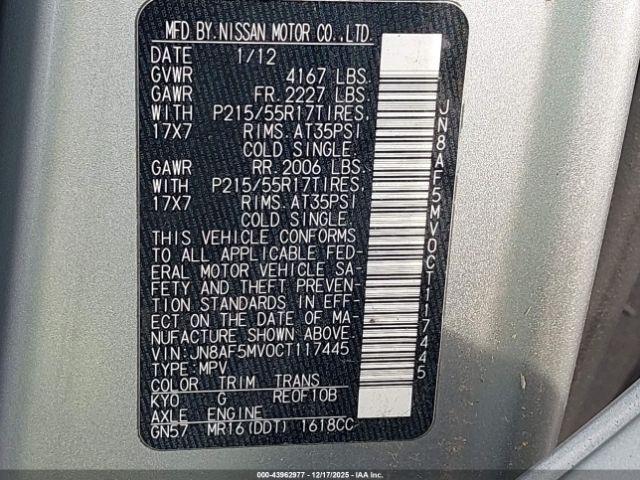 MFD BY.NISSAN MOTOR CO.,LTD.
DATE 1/12
GVWR 4167 LBS.
GAWR FR. 2227 LBS.
WITH P215/55R17TIRES,
17X7 RIMS. AT35PSI
COLD SINGLE.
GAWR RR. 2006 LBS.
WITH P215/55R17TIRES,
17X7 RIMS. AT35PSI
COLD SINGLE.
THIS VEHICLE CONFORMS
TO ALL APPLICABLE FED-
ERAL MOTOR VEHICLE SA-
FETY AND THEFT PREVEN-
TION STANDARDS IN EFF-
ECT ON THE DATE OF MA-
NUFACTURE SHOWN ABOVE.
VIN:JN8AF5MV0CT117445
TYPE:MPV
COLOR TRIM TRANS
KYO G RE0F10B
AXLE ENGINE
GN57 MR16(DDT) 1618CC
JN8AF5MV0CT117445
000-43962977 - 12/17/2025 - IAAI.COM